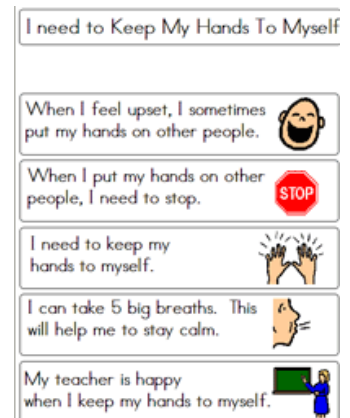 I need to Keep My Hands To Myself
When I feel upset, I sometimes
put my hands on other people.
When I put my hands on other
people, I need to stop.
STOP
I need to keep my
hands to myself.
I can take 5 big breaths. This
will help me to stay calm.
My teacher is happy
when I keep my hands to myself.